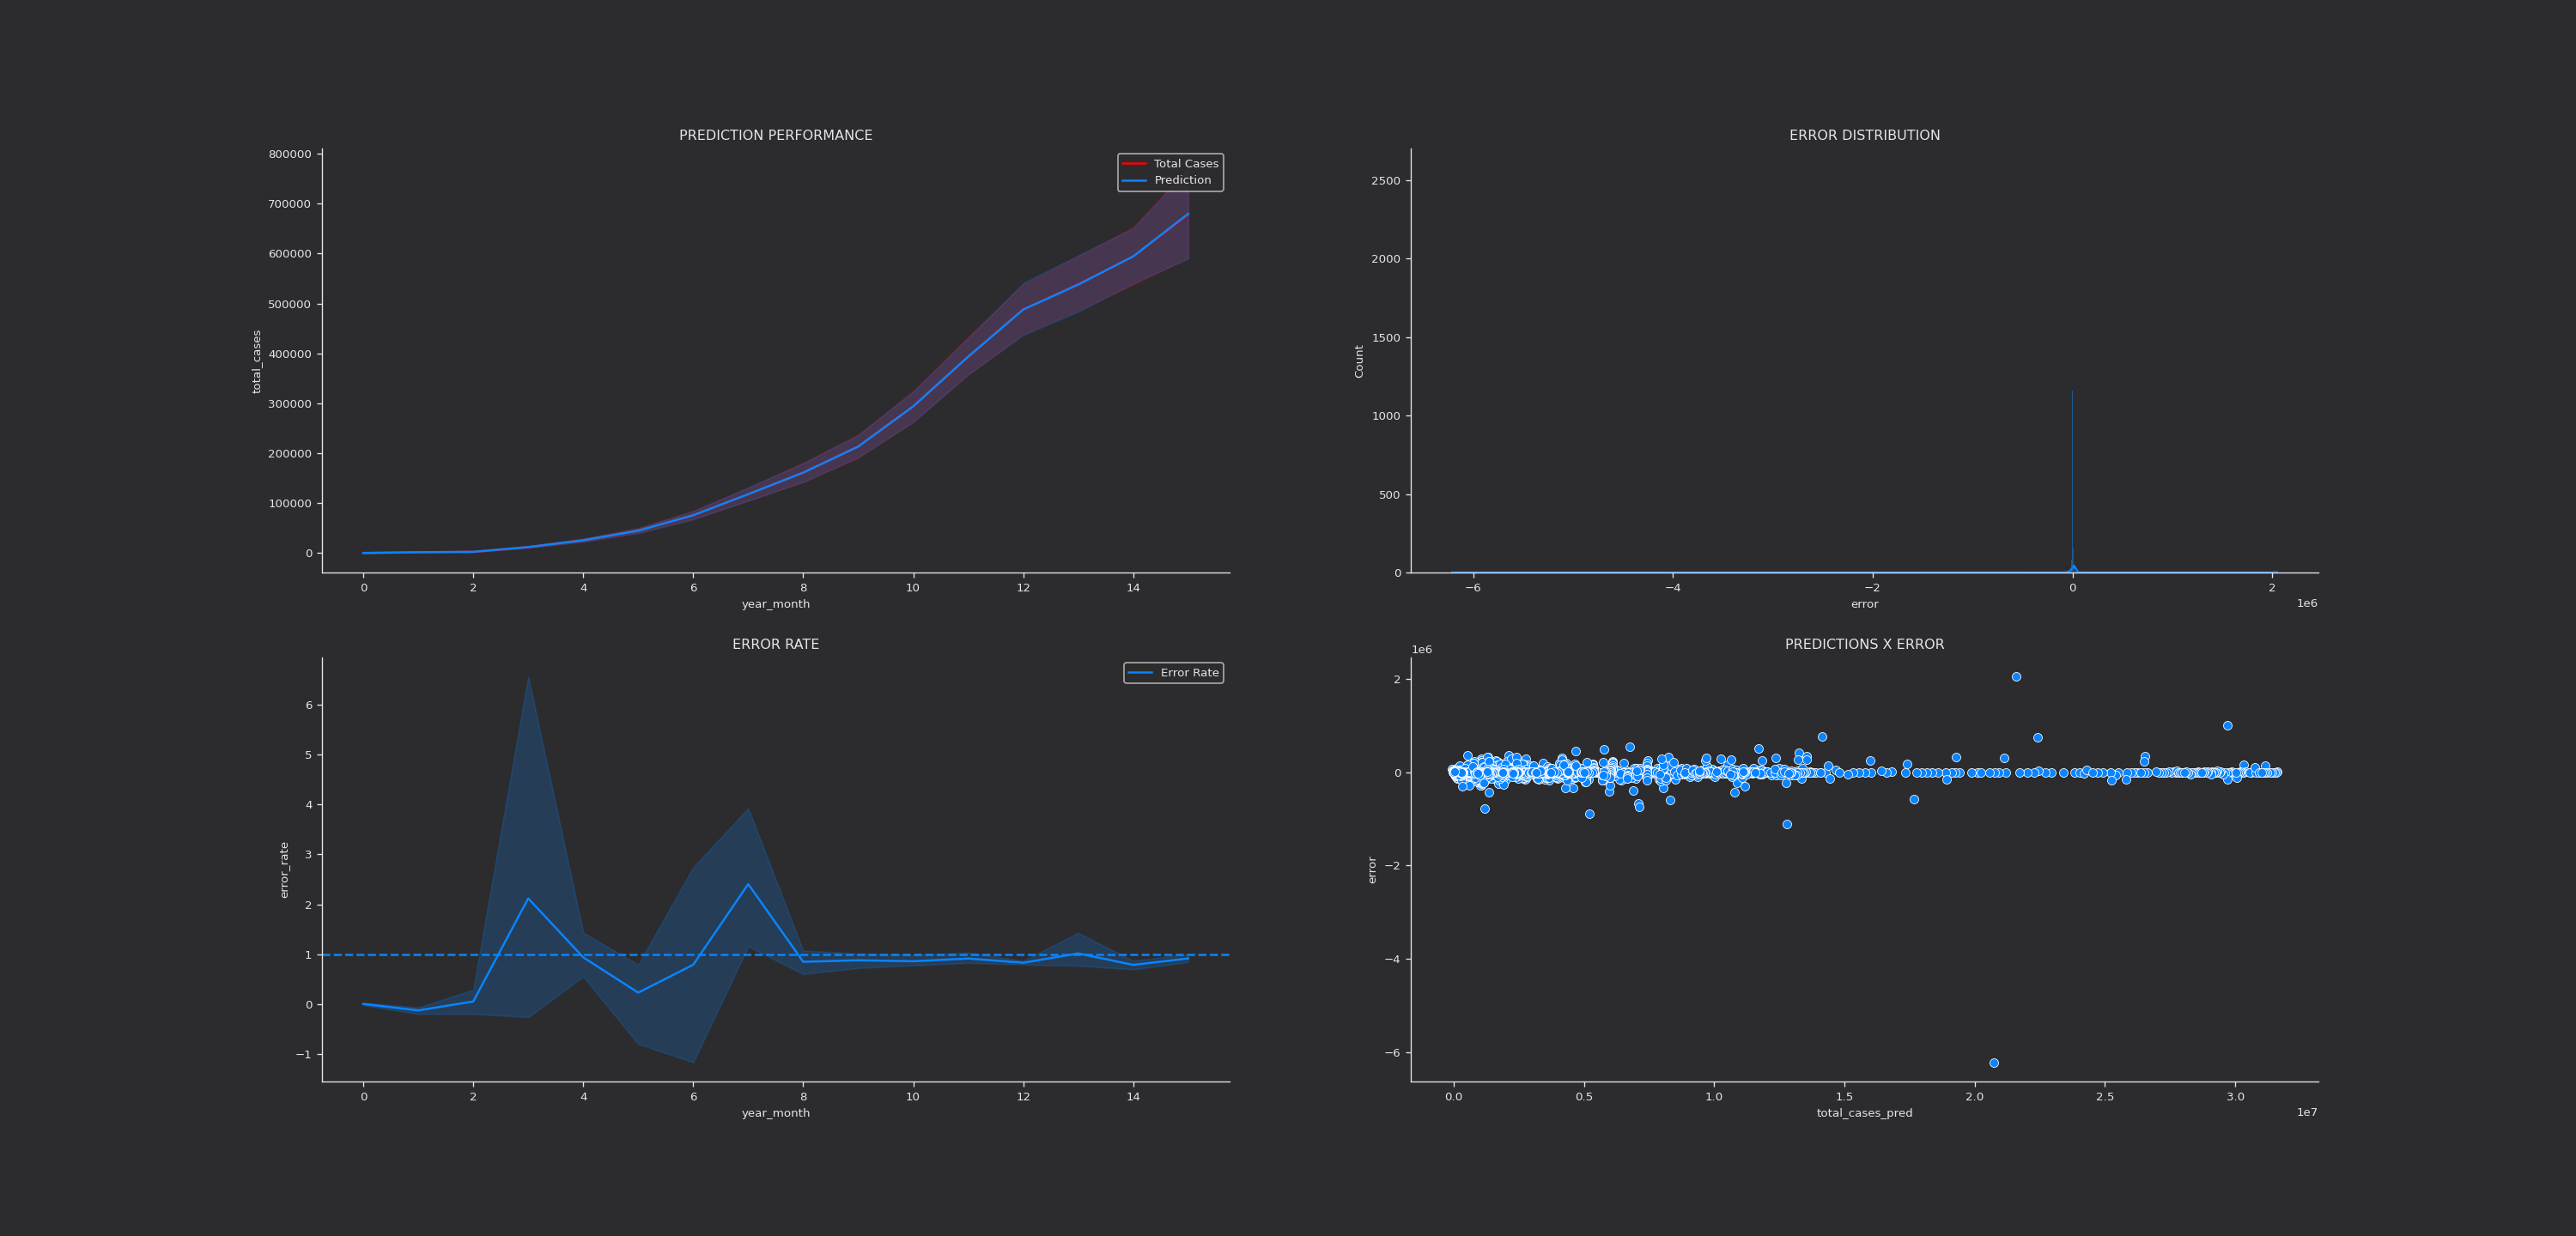 PREDICTION PERFORMANCE
800000
700000
600000
500000
400000
300000
200000
100000
0
total_cases
Total Cases
Prediction
0 2 4 6 8 10 12 14
year_month
ERROR DISTRIBUTION
2500
2000
1500
1000
500
0
Count
−6 −4 −2 0 2
1e6
error
ERROR RATE
6
5
4
3
2
1
0
−1
error_rate
Error Rate
0 2 4 6 8 10 12 14
year_month
PREDICTIONS X ERROR
1e6
2
0
−2
−4
−6
error
0.0 0.5 1.0 1.5 2.0 2.5 3.0
1e7
total_cases_pred